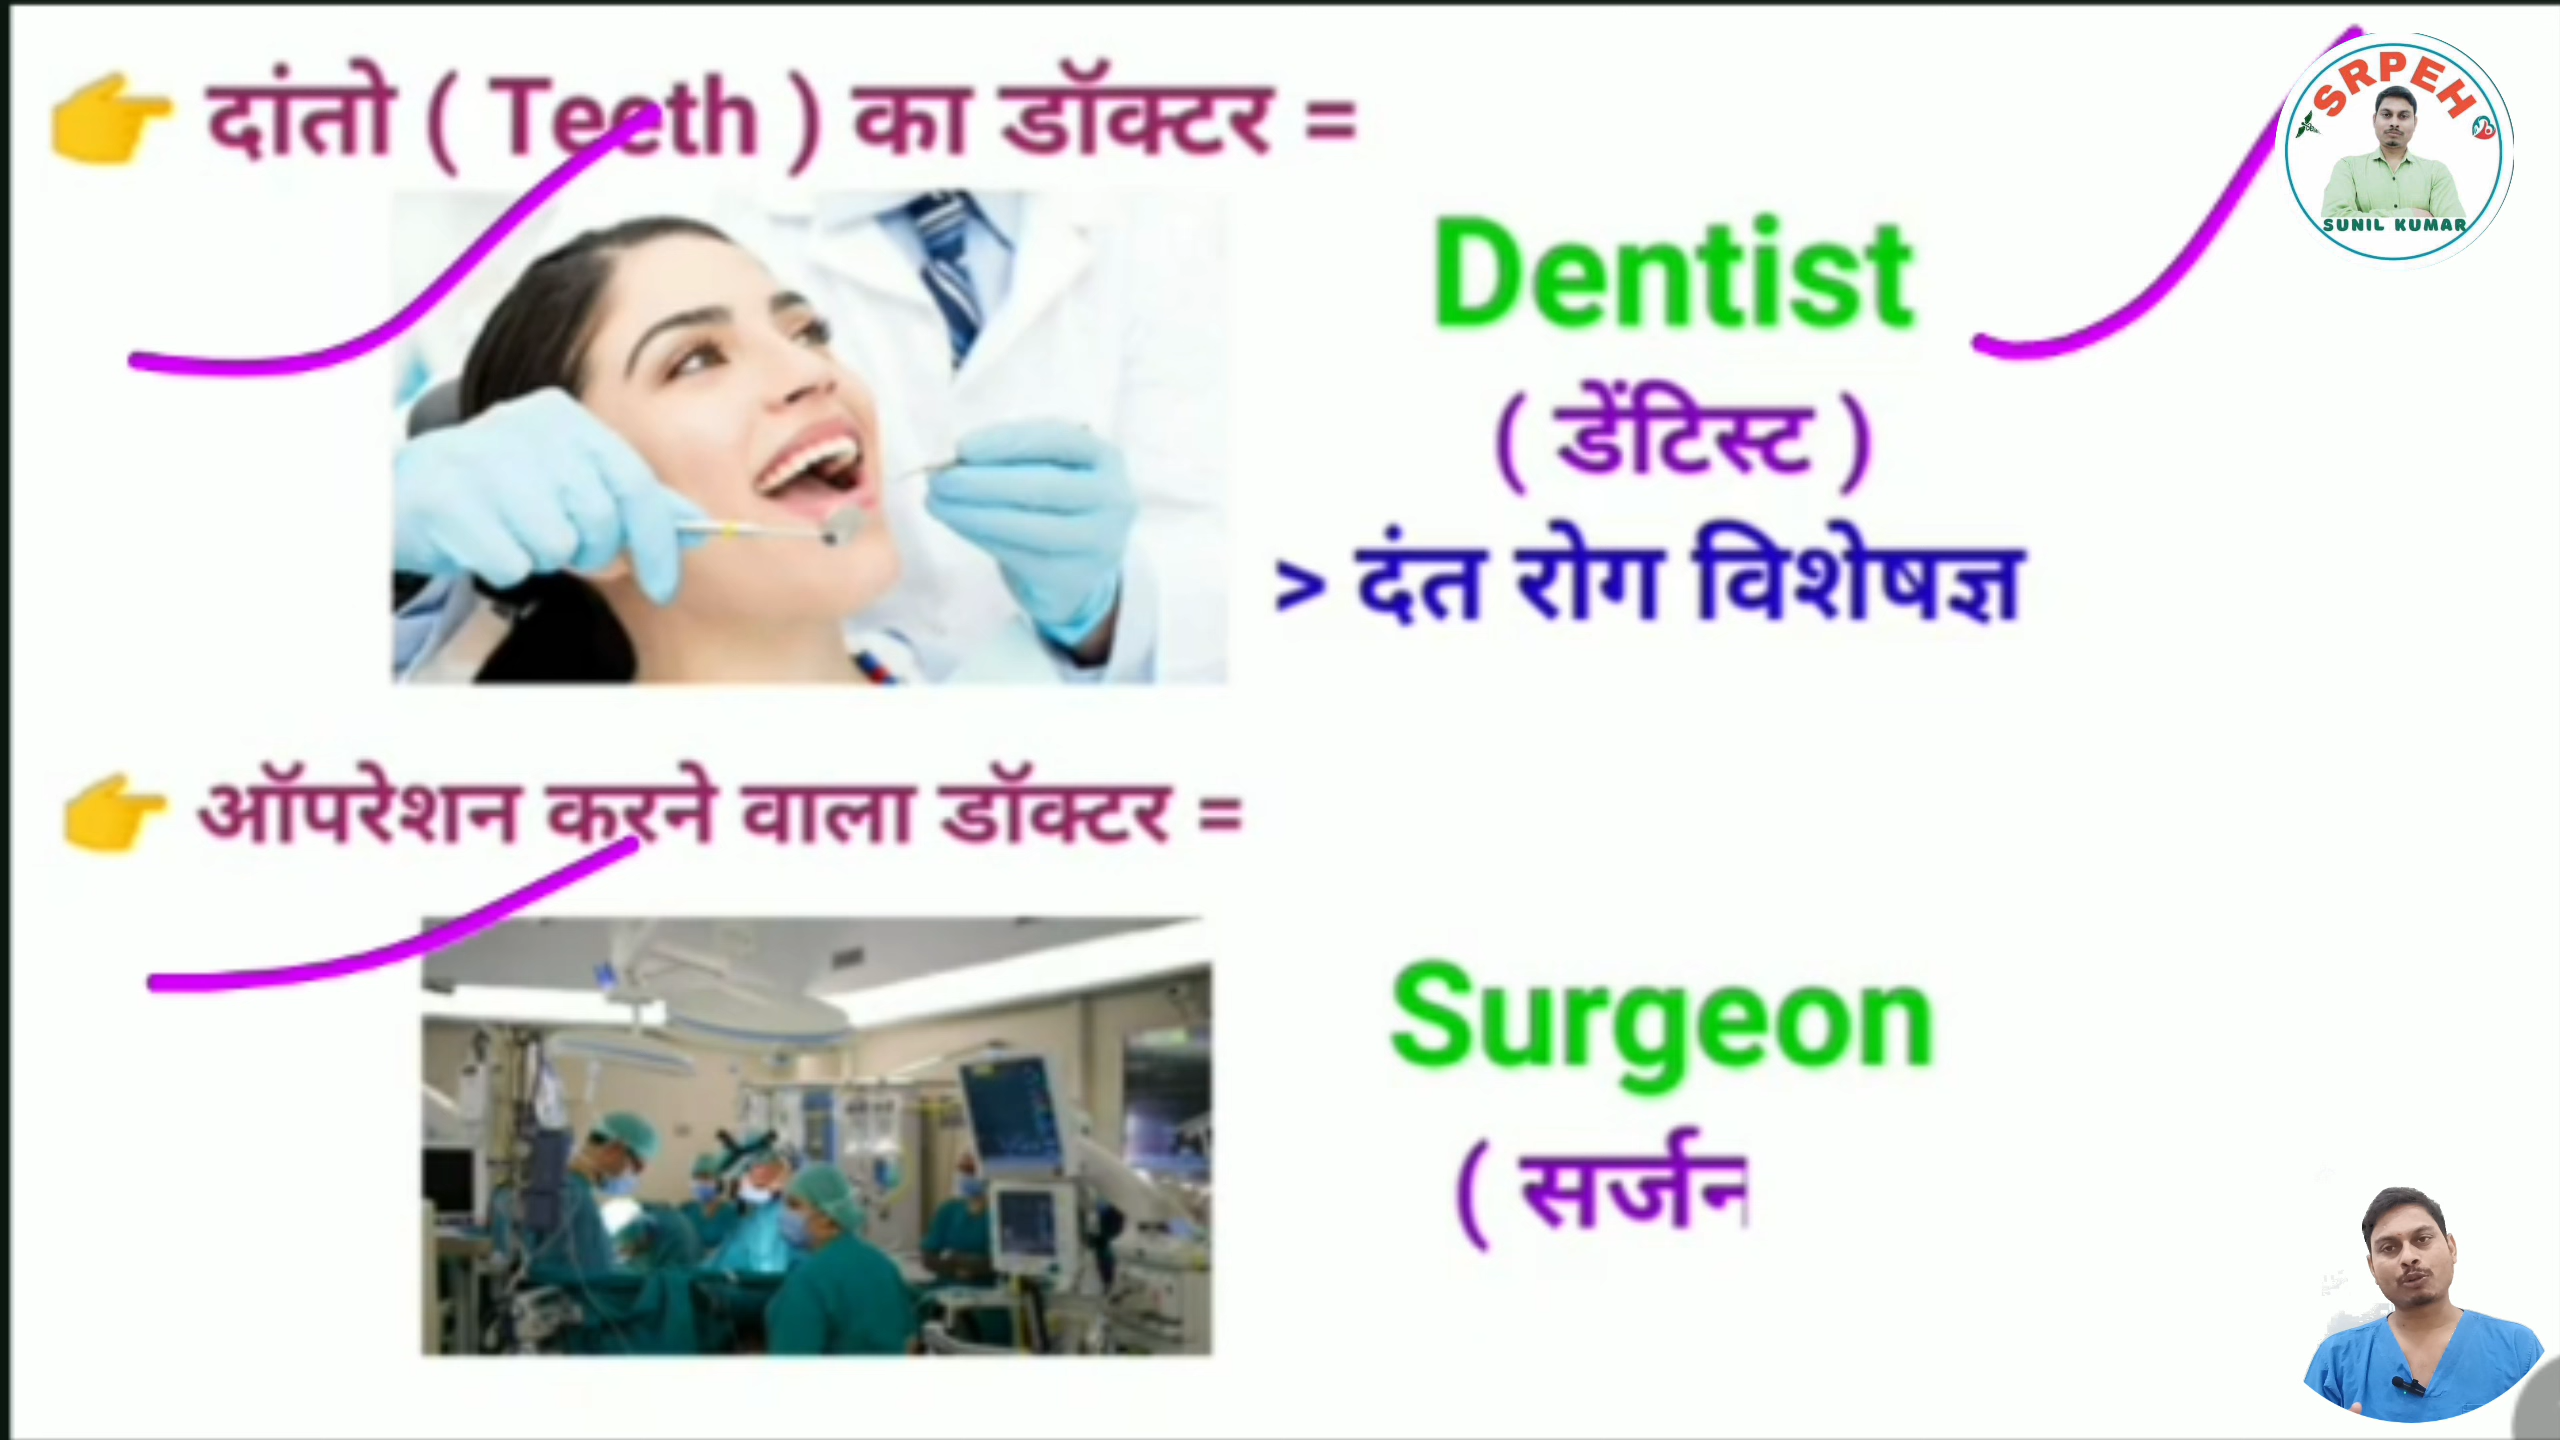 👉 दांतो ( Teeth ) का डॉक्टर =
Dentist
( डेंटिस्ट )
> दंत रोग विशेषज्ञ
👉 ऑपरेशन करने वाला डॉक्टर =
Surgeon
( सर्जन
SRPEH
SUNIL KUMAR